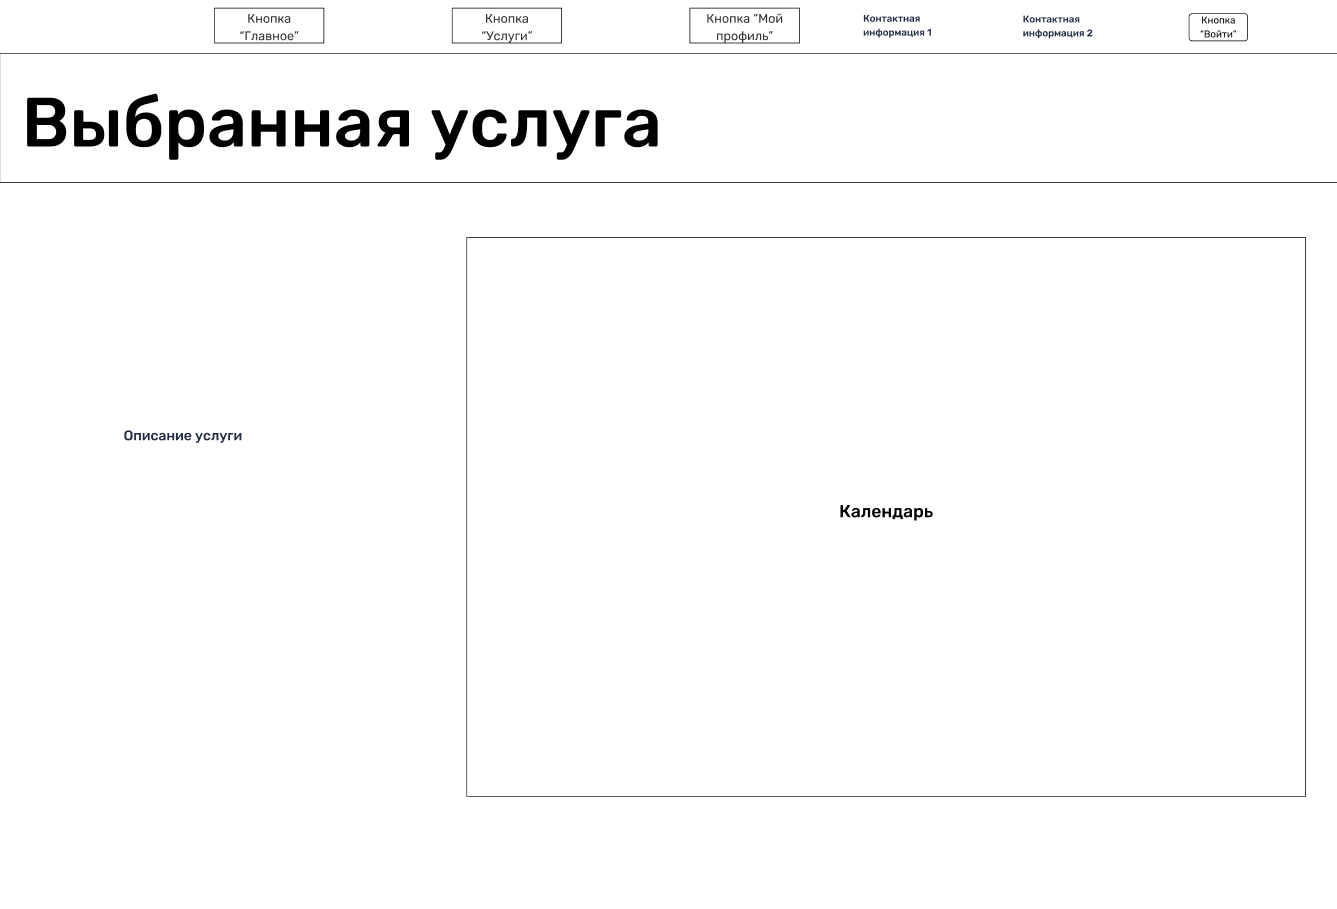 Кнопка
“Главное”
Кнопка
“Услуги”
Кнопка “Мой
профиль”
Контактная
информация 1
Контактная
информация 2
Кнопка
“Войти”
Выбранная услуга
Описание услуги
Календарь